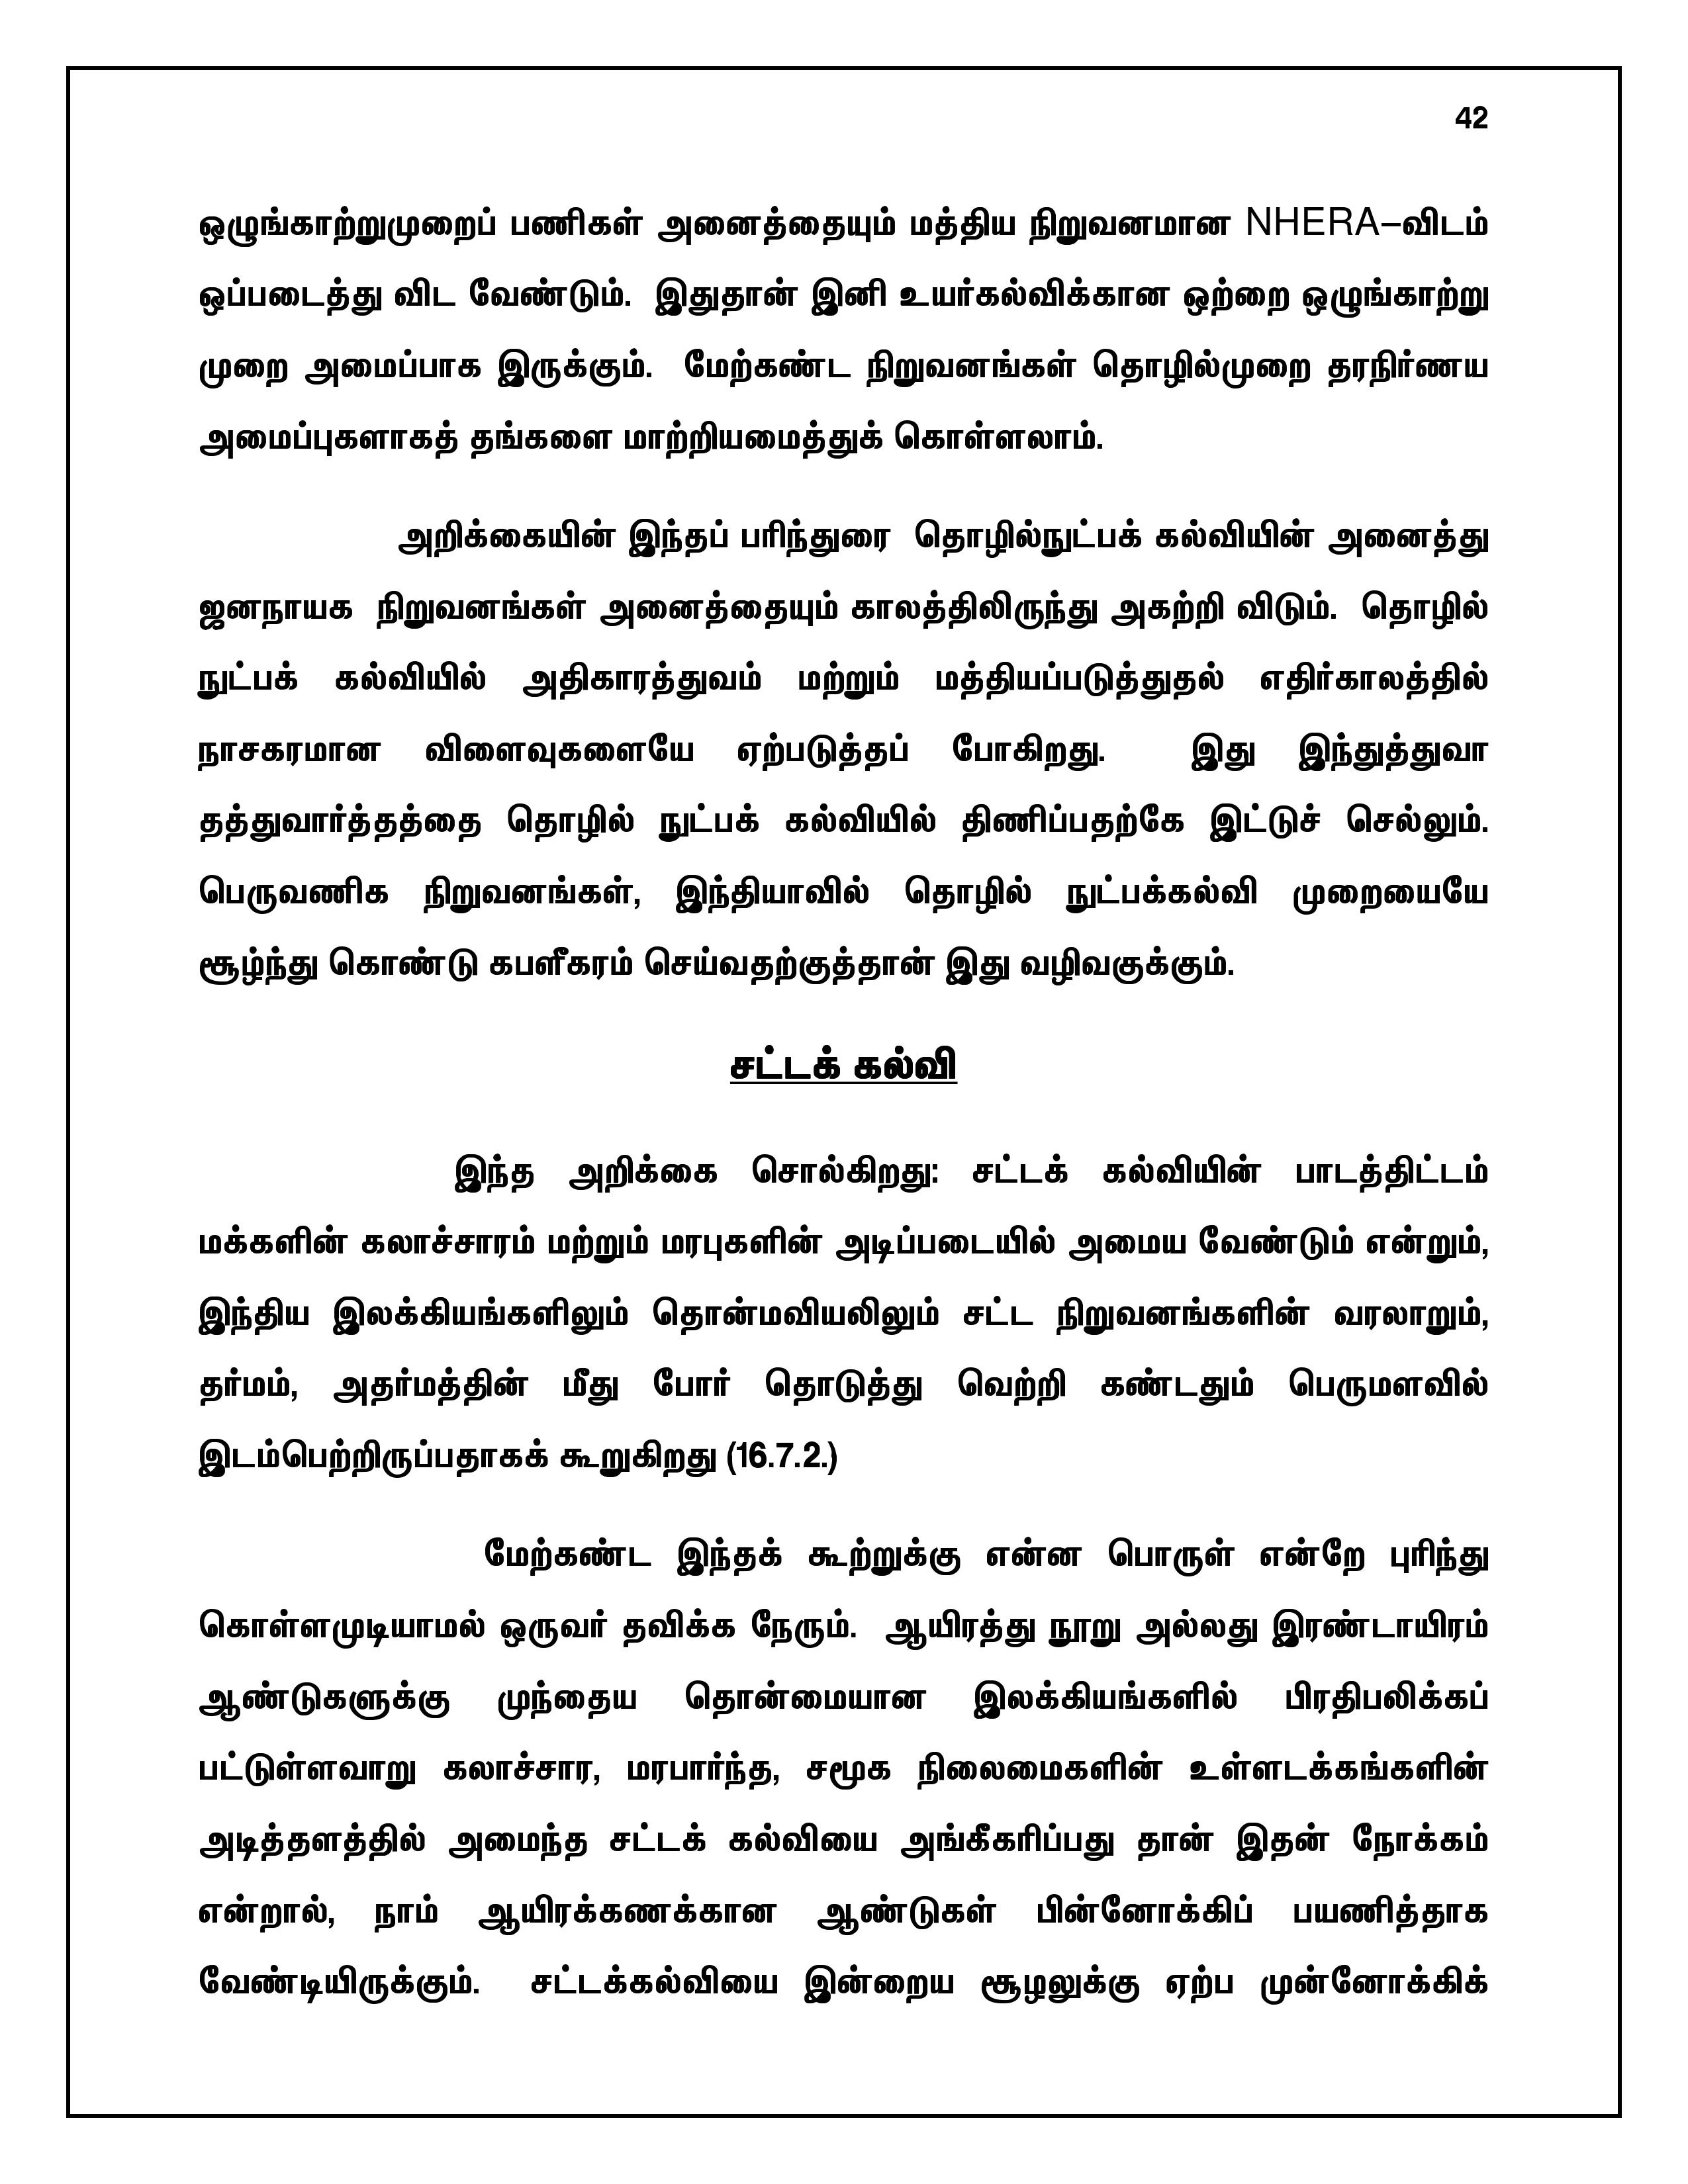 42
ஒழுங்காற்றுமுறைப் பணிகள் அனைத்தையும் மத்திய நிறுவனமான NHERA–விடம்
ஒப்படைத்து விட வேண்டும். இதுதான் இனி உயர்கல்விக்கான ஒற்றை ஒழுங்காற்று
முறை அமைப்பாக இருக்கும். மேற்கண்ட நிறுவனங்கள் தொழில்முறை தரநிர்ணய
அமைப்புகளாகத் தங்களை மாற்றியமைத்துக் கொள்ளலாம்.
அறிக்கையின் இந்தப் பரிந்துரை தொழில்நுட்பக் கல்வியின் அனைத்து
ஜனநாயக நிறுவனங்கள் அனைத்தையும் காலத்திலிருந்து அகற்றி விடும். தொழில்
நுட்பக் கல்வியில் அதிகாரத்துவம் மற்றும் மத்தியப்படுத்துதல் எதிர்காலத்தில்
நாசகரமான விளைவுகளையே ஏற்படுத்தப் போகிறது. இது இந்துத்துவா
தத்துவார்த்தத்தை தொழில் நுட்பக் கல்வியில் திணிப்பதற்கே இட்டுச் செல்லும்.
பெருவணிக நிறுவனங்கள், இந்தியாவில் தொழில் நுட்பக்கல்வி முறையையே
சூழ்ந்து கொண்டு கபளீகரம் செய்வதற்குத்தான் இது வழிவகுக்கும்.
சட்டக் கல்வி
இந்த அறிக்கை சொல்கிறது: சட்டக் கல்வியின் பாடத்திட்டம்
மக்களின் கலாச்சாரம் மற்றும் மரபுகளின் அடிப்படையில் அமைய வேண்டும் என்றும்,
இந்திய இலக்கியங்களிலும் தொன்மவியலிலும் சட்ட நிறுவனங்களின் வரலாறும்,
தர்மம், அதர்மத்தின் மீது போர் தொடுத்து வெற்றி கண்டதும் பெருமளவில்
இடம்பெற்றிருப்பதாகக் கூறுகிறது (16.7.2.)
மேற்கண்ட இந்தக் கூற்றுக்கு என்ன பொருள் என்றே புரிந்து
கொள்ளமுடியாமல் ஒருவர் தவிக்க நேரும். ஆயிரத்து நூறு அல்லது இரண்டாயிரம்
ஆண்டுகளுக்கு முந்தைய தொன்மையான இலக்கியங்களில் பிரதிபலிக்கப்
பட்டுள்ளவாறு கலாச்சார, மரபார்ந்த, சமூக நிலைமைகளின் உள்ளடக்கங்களின்
அடித்தளத்தில் அமைந்த சட்டக் கல்வியை அங்கீகரிப்பது தான் இதன் நோக்கம்
என்றால், நாம் ஆயிரக்கணக்கான ஆண்டுகள் பின்னோக்கிப் பயணித்தாக
வேண்டியிருக்கும். சட்டக்கல்வியை இன்றைய சூழலுக்கு ஏற்ப முன்னோக்கிக்